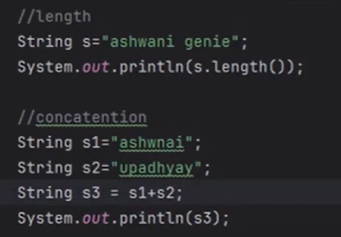 //length
String s="ashwani genie";
System.out.println(s.length());
//concatention
String s1="ashwnai";
String s2="upadhyay";
String s3 = s1+s2;
System.out.println(s3);